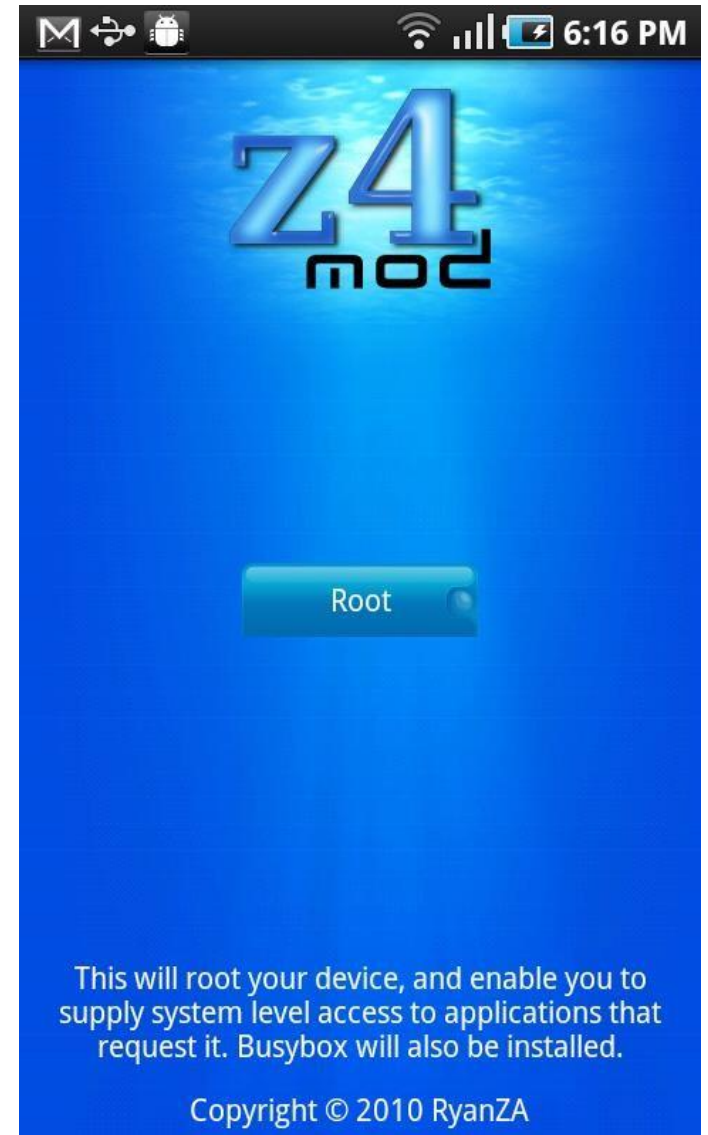 6:16 PM
z4
mod
Root
This will root your device, and enable you to
supply system level access to applications that
request it. Busybox will also be installed.
Copyright © 2010 RyanZA